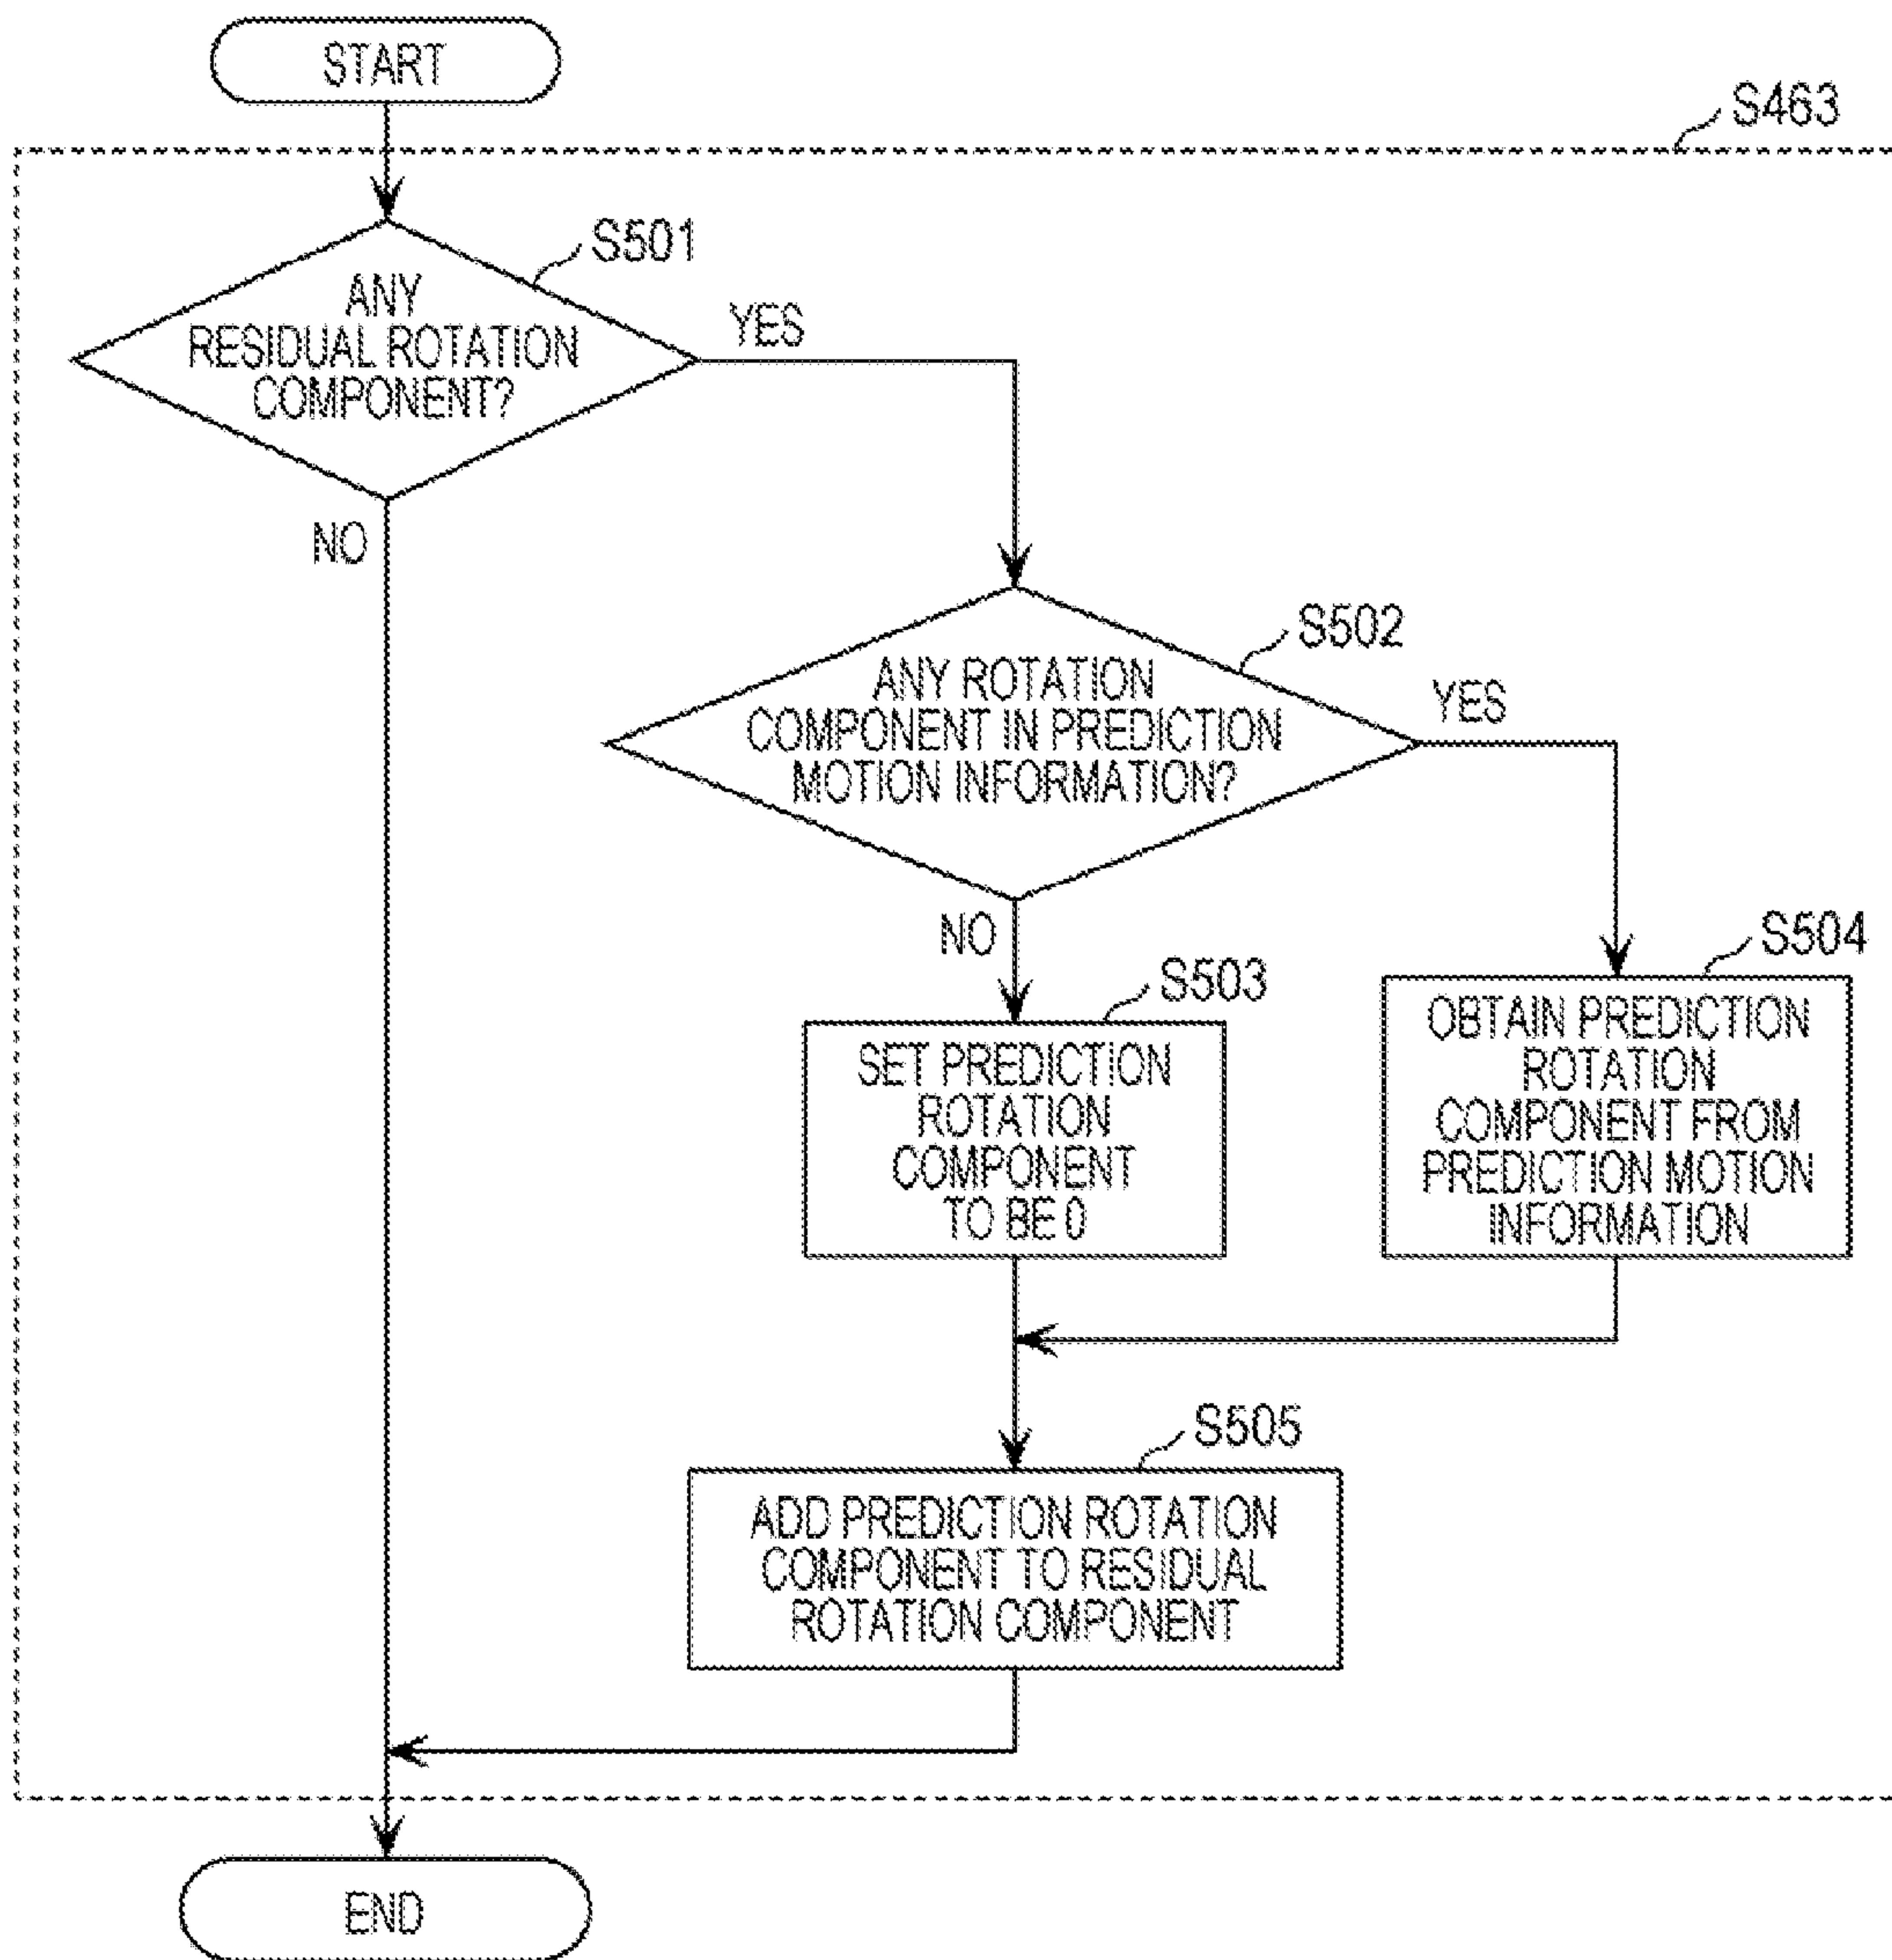 START
S463
S501
ANY
RESIDUAL ROTATION
COMPONENT?
YES
NO
S502
ANY ROTATION
COMPONENT IN PREDICTION
MOTION INFORMATION?
YES
NO
S503
SET PREDICTION
ROTATION
COMPONENT
TO BE 0
S504
OBTAIN PREDICTION
ROTATION
COMPONENT FROM
PREDICTION MOTION
INFORMATION
S505
ADD PREDICTION ROTATION
COMPONENT TO RESIDUAL
ROTATION COMPONENT
END